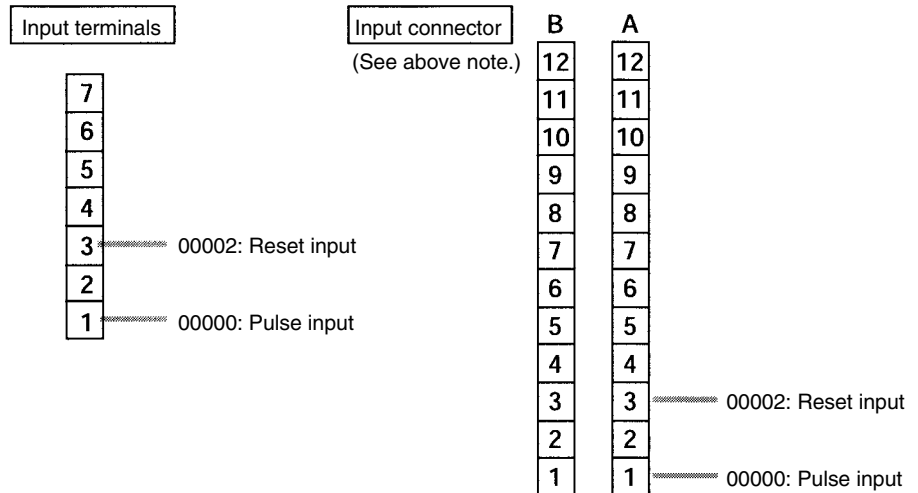 Input terminals
7
6
5
4
3 00002: Reset input
2
1 00000: Pulse input
Input connector
(See above note.)
B A
12 12
11 11
10 10
9 9
8 8
7 7
6 6
5 5
4 4
3 3 00002: Reset input
2 2
1 1 00000: Pulse input